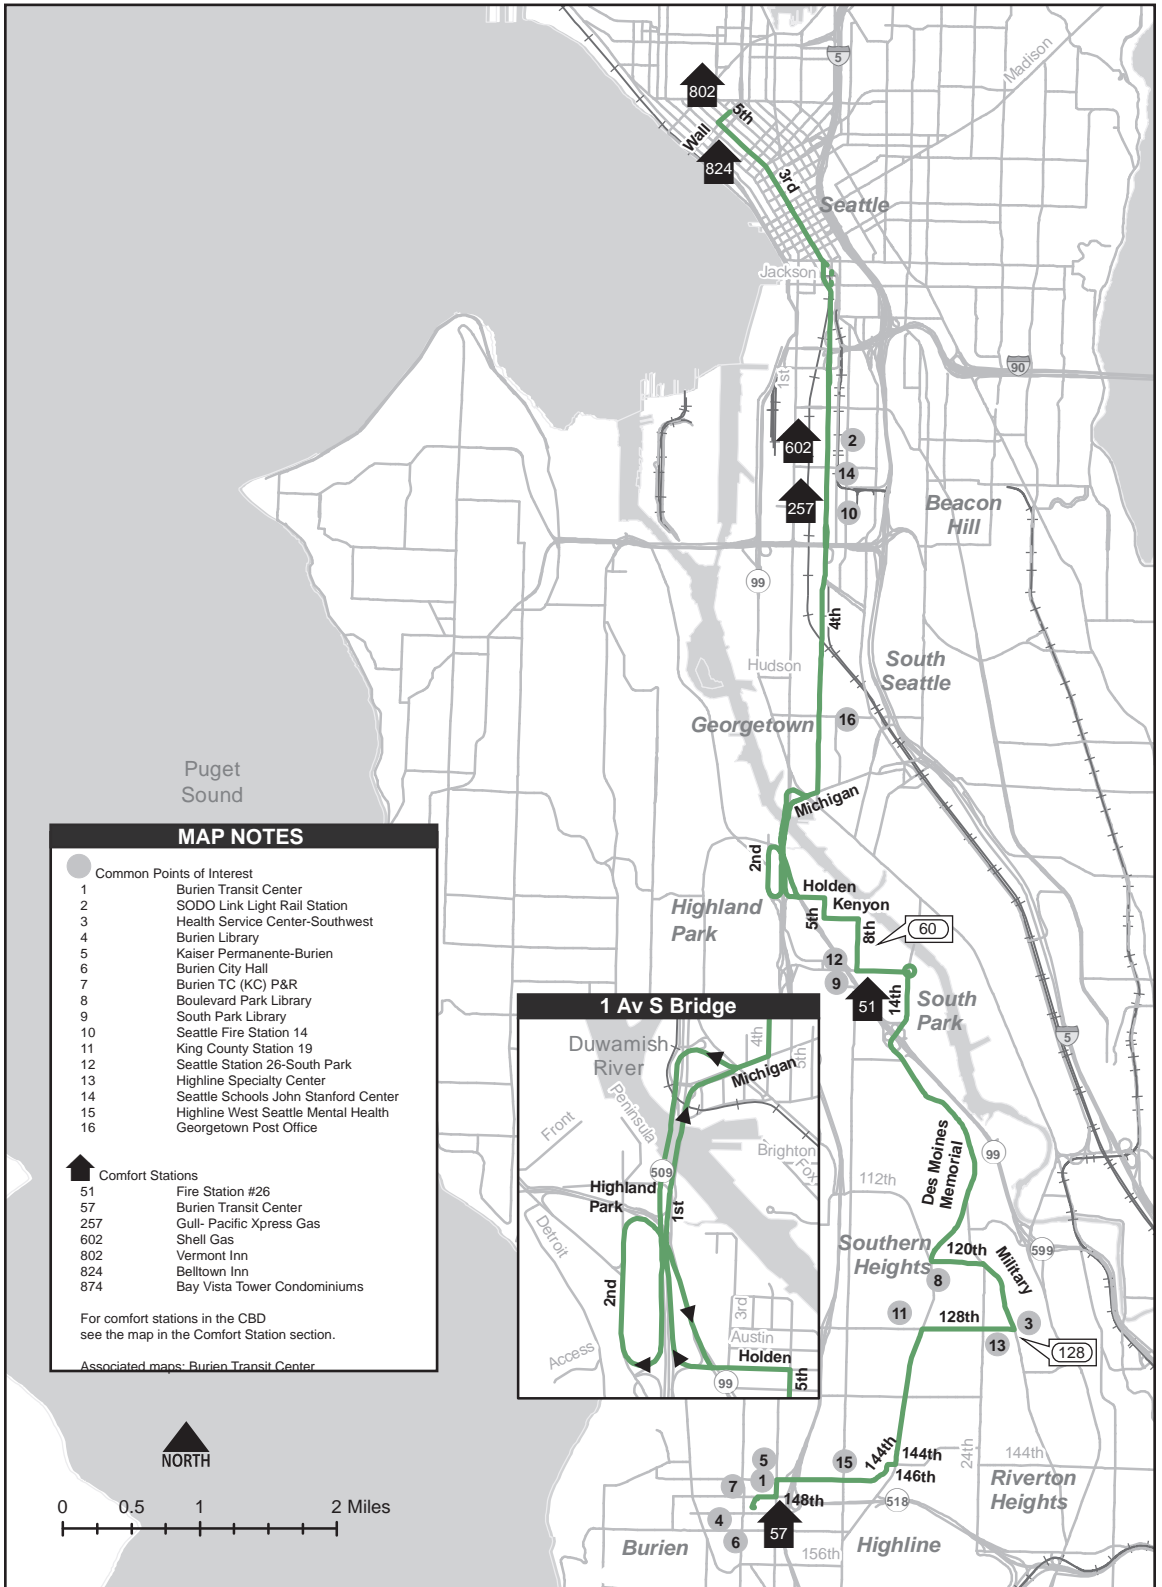 5
Madison
802
5th
Wall
824
3rd
Seattle
Jackson
1st
90
602
2
14
257
10
Beacon
Hill
99
4th
Hudson
South
Seattle
Georgetown
16
Puget
Sound
Michigan
2nd
Holden
Kenyon
5th
8th
60
Highland
Park
12
9
51
14th
South
Park
5
MAP NOTES
Common Points of Interest
1 Burien Transit Center
2 SODO Link Light Rail Station
3 Health Service Center-Southwest
4 Burien Library
5 Kaiser Permanente-Burien
6 Burien City Hall
7 Burien TC (KC) P&R
8 Boulevard Park Library
9 South Park Library
10 Seattle Fire Station 14
11 King County Station 19
12 Seattle Station 26-South Park
13 Highline Specialty Center
14 Seattle Schools John Stanford Center
15 Highline West Seattle Mental Health
16 Georgetown Post Office
Comfort Stations
51 Fire Station #26
57 Burien Transit Center
257 Gull- Pacific Xpress Gas
602 Shell Gas
802 Vermont Inn
824 Belltown Inn
874 Bay Vista Tower Condominiums
For comfort stations in the CBD
see the map in the Comfort Station section.
Associated maps: Burien Transit Center
1 Av S Bridge
Duwamish
River
4th
5th
Michigan
Peninsula
Front
Brighton
Fox
509
Highland
Park
1st
Detroit
2nd
3rd
Austin
Holden
Access
99
5th
99
Des Moines
Memorial
112th
599
Southern
Heights
120th
Military
8
11
128th
3
13
128
NORTH
0 0.5 1 2 Miles
5
15
144th
144th
24th
144th
1
146th
7
148th
518
Riverton
Heights
4
57
6
Burien
156th
Highline